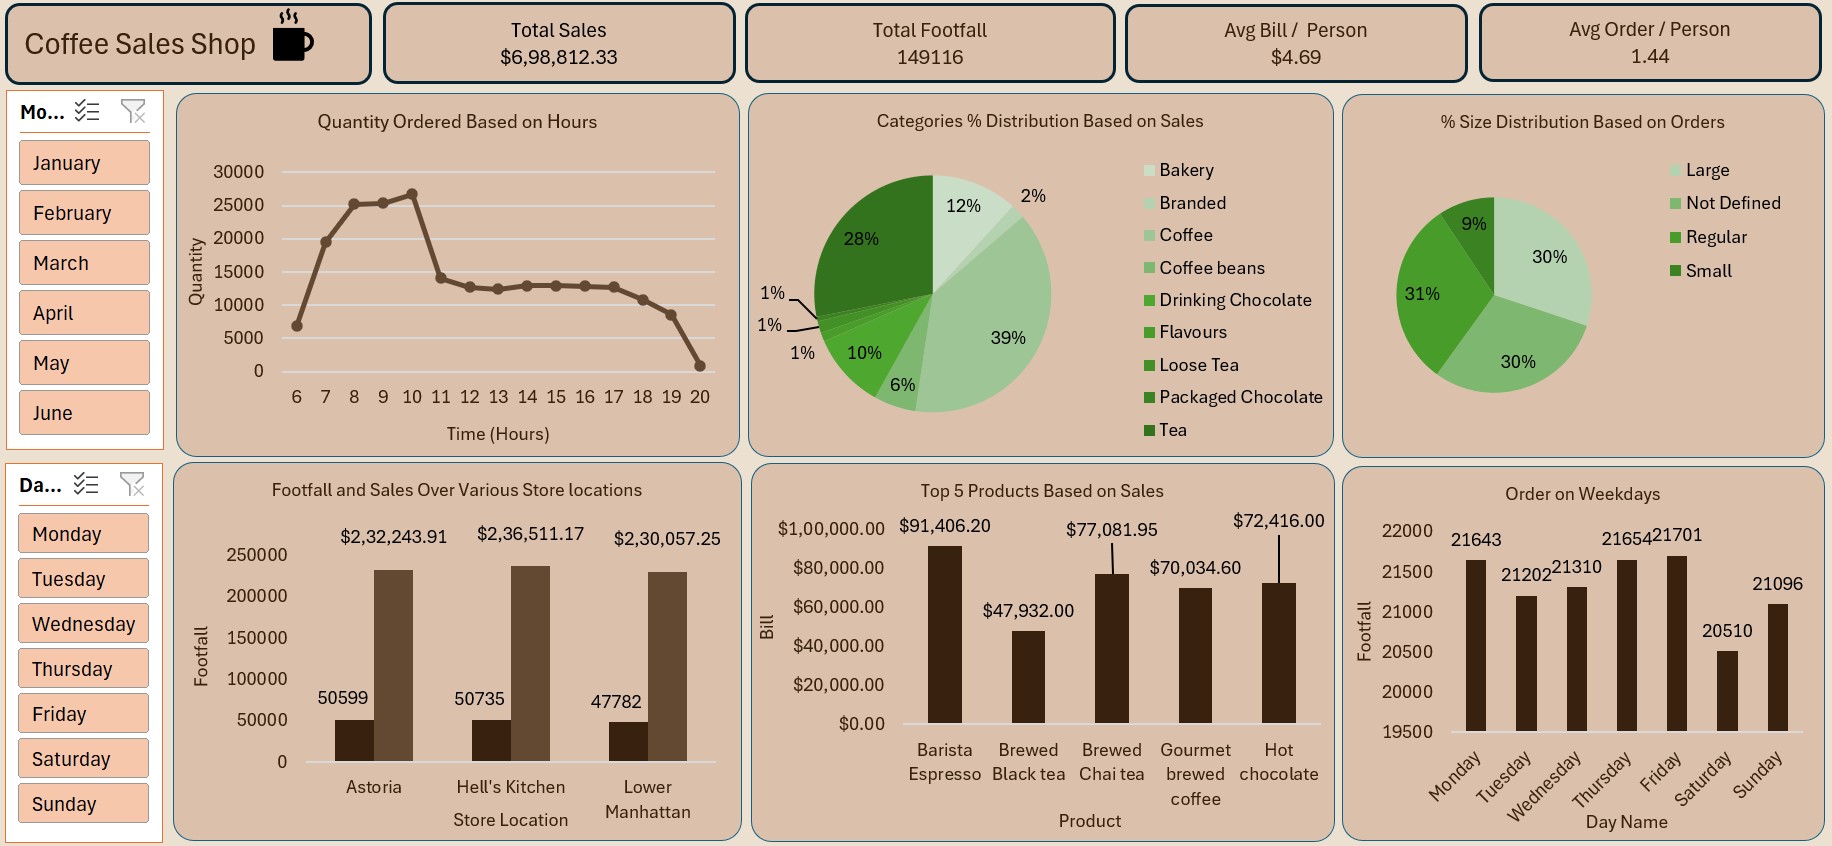 Coffee Sales Shop
Total Sales
$6,98,812.33
Total Footfall
149116
Avg Bill / Person
$4.69
Avg Order / Person
1.44
Mo...
January
February
March
April
May
June
Da...
Monday
Tuesday
Wednesday
Thursday
Friday
Saturday
Sunday
Quantity Ordered Based on Hours
Quantity
30000
25000
20000
15000
10000
5000
0
6 7 8 9 10 11 12 13 14 15 16 17 18 19 20
Time (Hours)
Categories % Distribution Based on Sales
12%
2%
39%
6%
10%
1%
1%
1%
28%
Bakery
Branded
Coffee
Coffee beans
Drinking Chocolate
Flavours
Loose Tea
Packaged Chocolate
Tea
% Size Distribution Based on Orders
30%
30%
31%
9%
Large
Not Defined
Regular
Small
Footfall and Sales Over Various Store locations
Footfall
250000
200000
150000
100000
50000
0
$2,32,243.91 $2,36,511.17 $2,30,057.25
50599 50735 47782
Astoria
Hell's Kitchen
Lower
Manhattan
Store Location
Top 5 Products Based on Sales
Bill
$1,00,000.00
$80,000.00
$60,000.00
$40,000.00
$20,000.00
$0.00
$91,406.20
$47,932.00
$77,081.95
$70,034.60
$72,416.00
Barista
Espresso
Brewed
Black tea
Brewed
Chai tea
Gourmet
brewed
coffee
Hot
chocolate
Product
Order on Weekdays
Footfall
22000
21500
21000
20500
20000
19500
21643
21202
21310
21654
21701
20510
21096
Monday
Tuesday
Wednesday
Thursday
Friday
Saturday
Sunday
Day Name